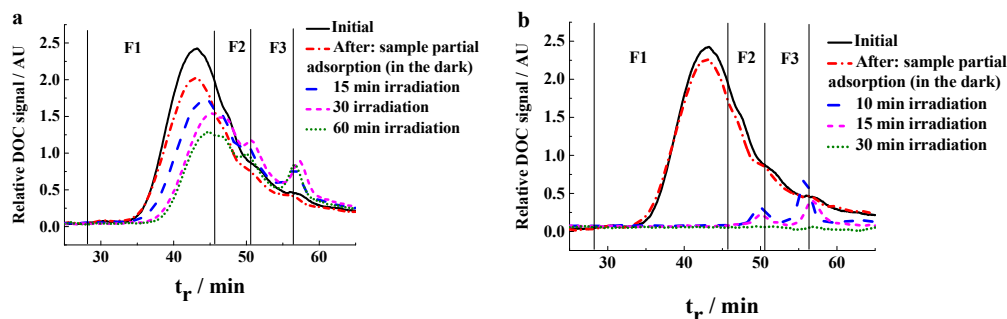 a
F1
F2
F3
Initial
After: sample partial
adsorption (in the dark)
15 min irradiation
30 irradiation
60 min irradiation
Relative DOC signal / AU
2.5
2.0
1.5
1.0
0.5
0.0
30
40
50
60
tr / min
b
F1
F2
F3
Initial
After: sample partial
adsorption (in the dark)
10 min irradiation
15 min irradiation
30 min irradiation
Relative DOC signal / AU
2.5
2.0
1.5
1.0
0.5
0.0
30
40
50
60
tr / min